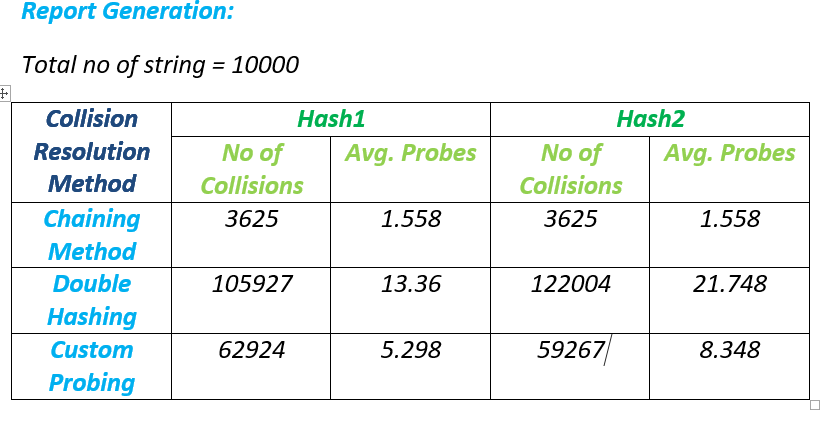 Report Generation:
Total no of string = 10000
Collision Resolution Method
Hash1
Hash2
No of Collisions
Avg. Probes
No of Collisions
Avg. Probes
Chaining Method
3625
1.558
3625
1.558
Double Hashing
105927
13.36
122004
21.748
Custom Probing
62924
5.298
59267
8.348